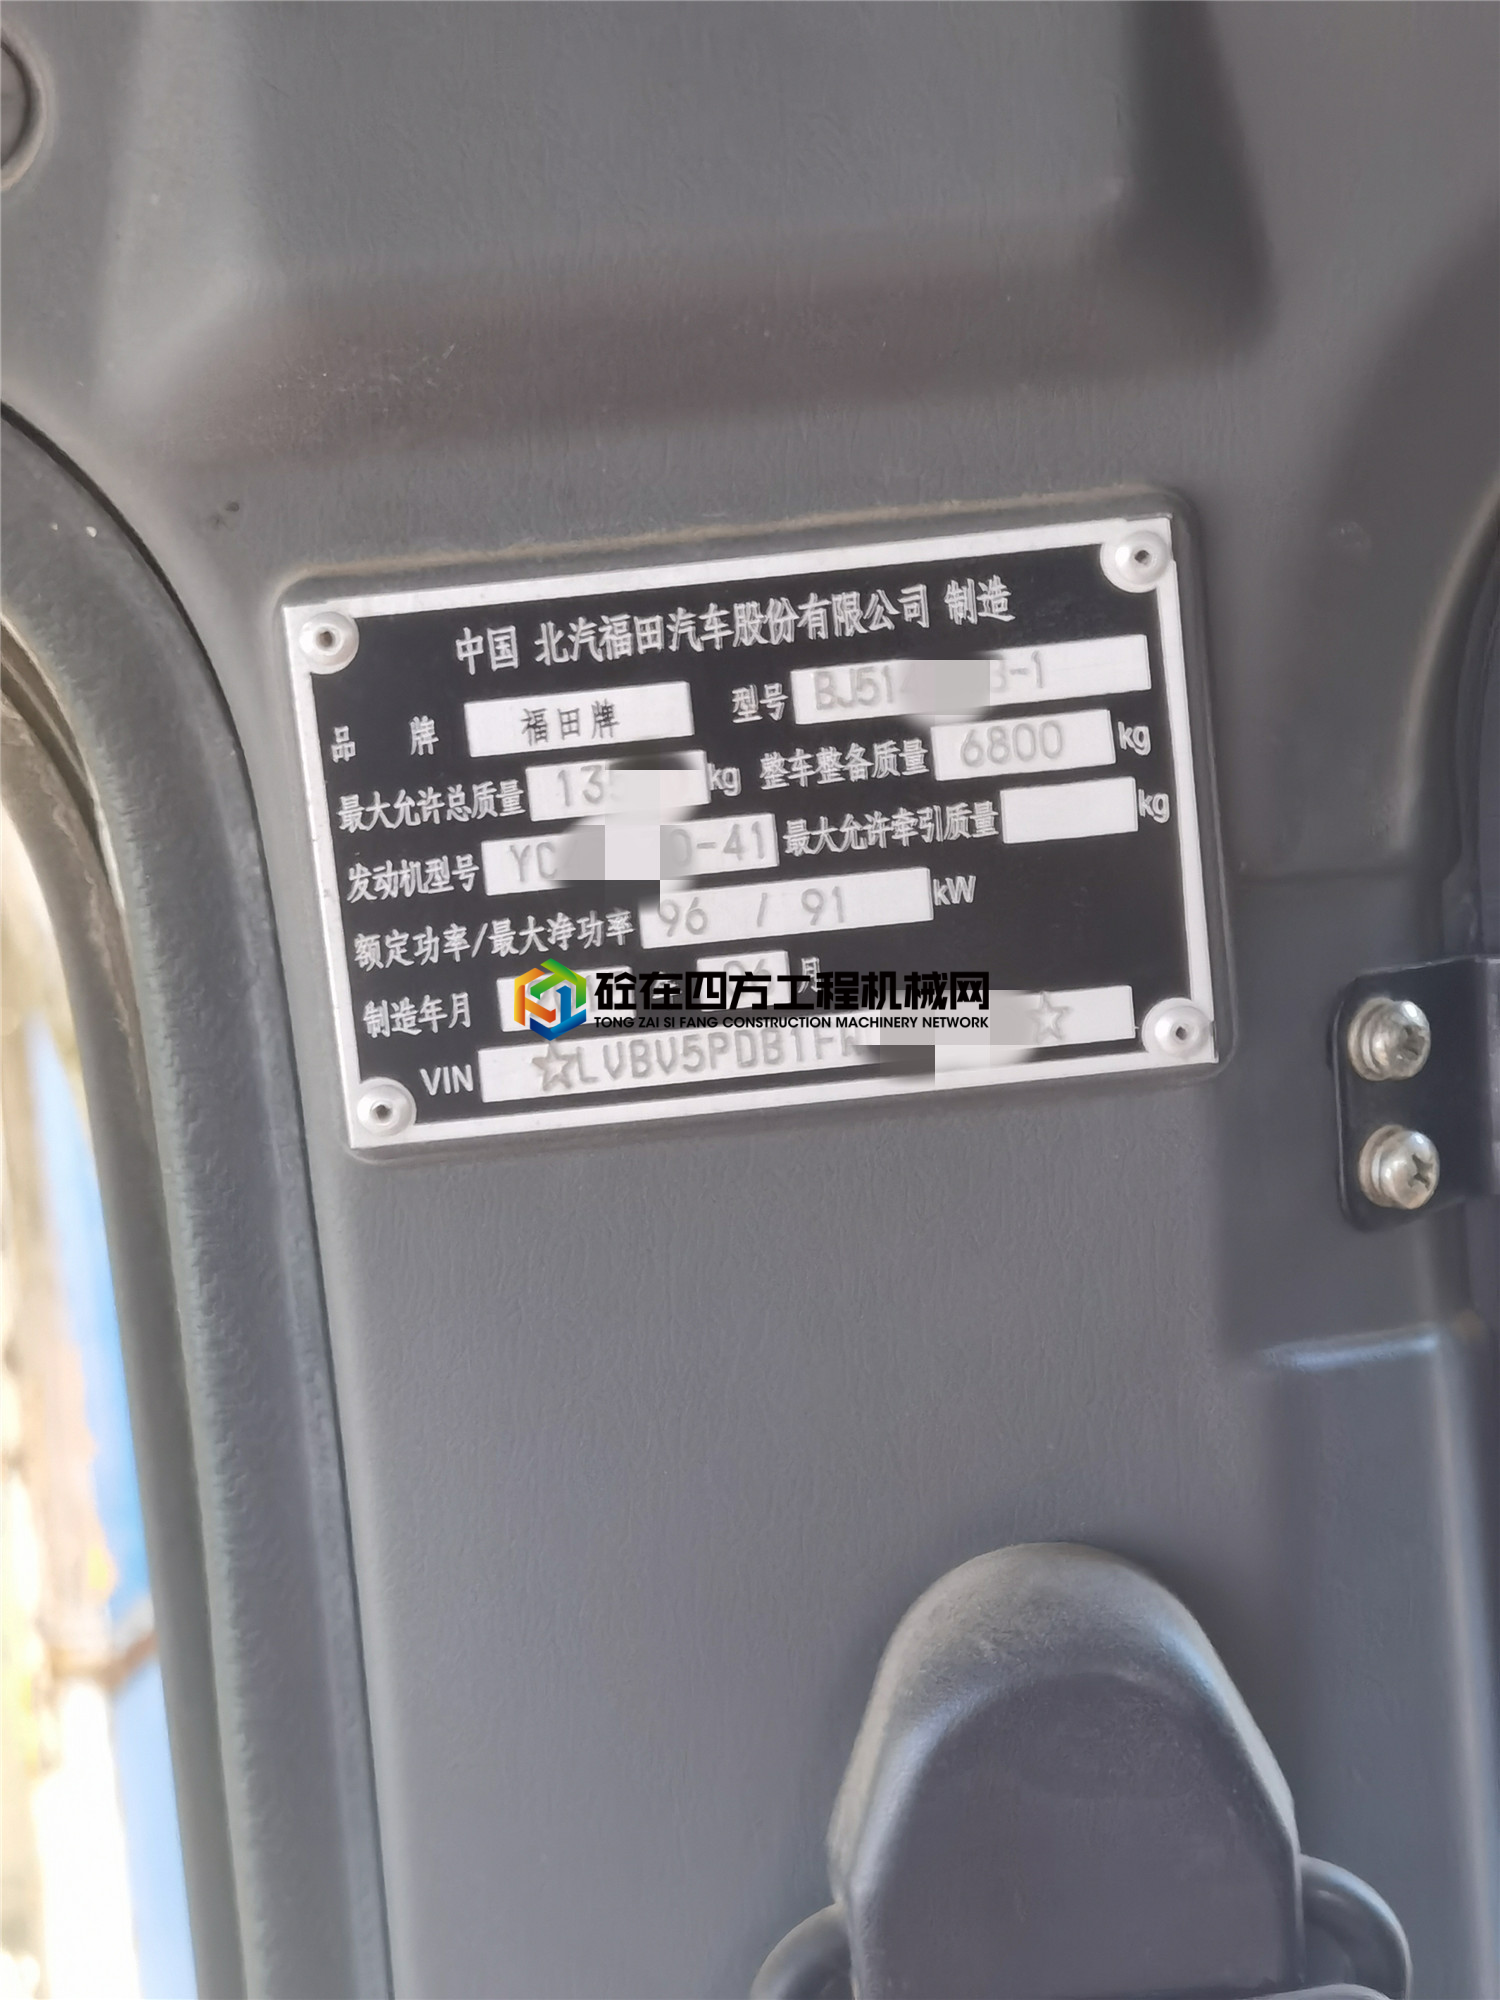 中国 北汽福田汽车股份有限公司 制造
品 牌 福田牌 型号 BJ514 -1
最大允许总质量 13 kg 整车整备质量 6800 kg
发动机型号 YC -41 最大允许牵引质量 kg
额定功率/最大净功率 96 / 91 kW
制造年月 月
砼在四方工程机械网
TONG ZAI SI FANG CONSTRUCTION MACHINERY NETWORK
VIN ☆LVBV5PDB1F ☆